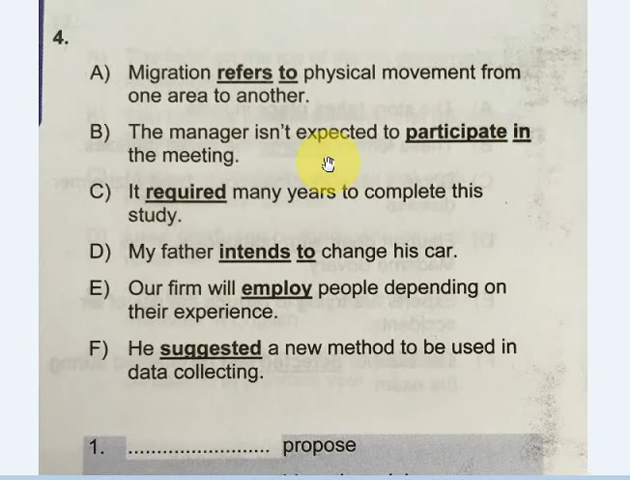 4.
A) Migration refers to physical movement from
one area to another.
B) The manager isn't expected to participate in
the meeting.
C) It required many years to complete this
study.
D) My father intends to change his car.
E) Our firm will employ people depending on
their experience.
F) He suggested a new method to be used in
data collecting.
1. ........................ propose